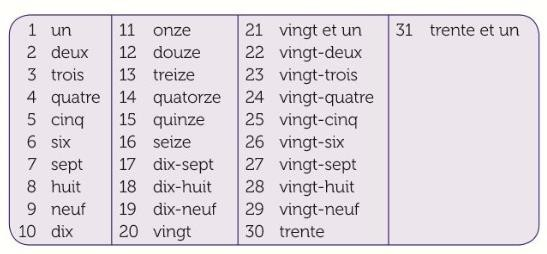 1 un
2 deux
3 trois
4 quatre
5 cinq
6 six
7 sept
8 huit
9 neuf
10 dix
11 onze
12 douze
13 treize
14 quatorze
15 quinze
16 seize
17 dix-sept
18 dix-huit
19 dix-neuf
20 vingt
21 vingt et un
22 vingt-deux
23 vingt-trois
24 vingt-quatre
25 vingt-cinq
26 vingt-six
27 vingt-sept
28 vingt-huit
29 vingt-neuf
30 trente
31 trente et un